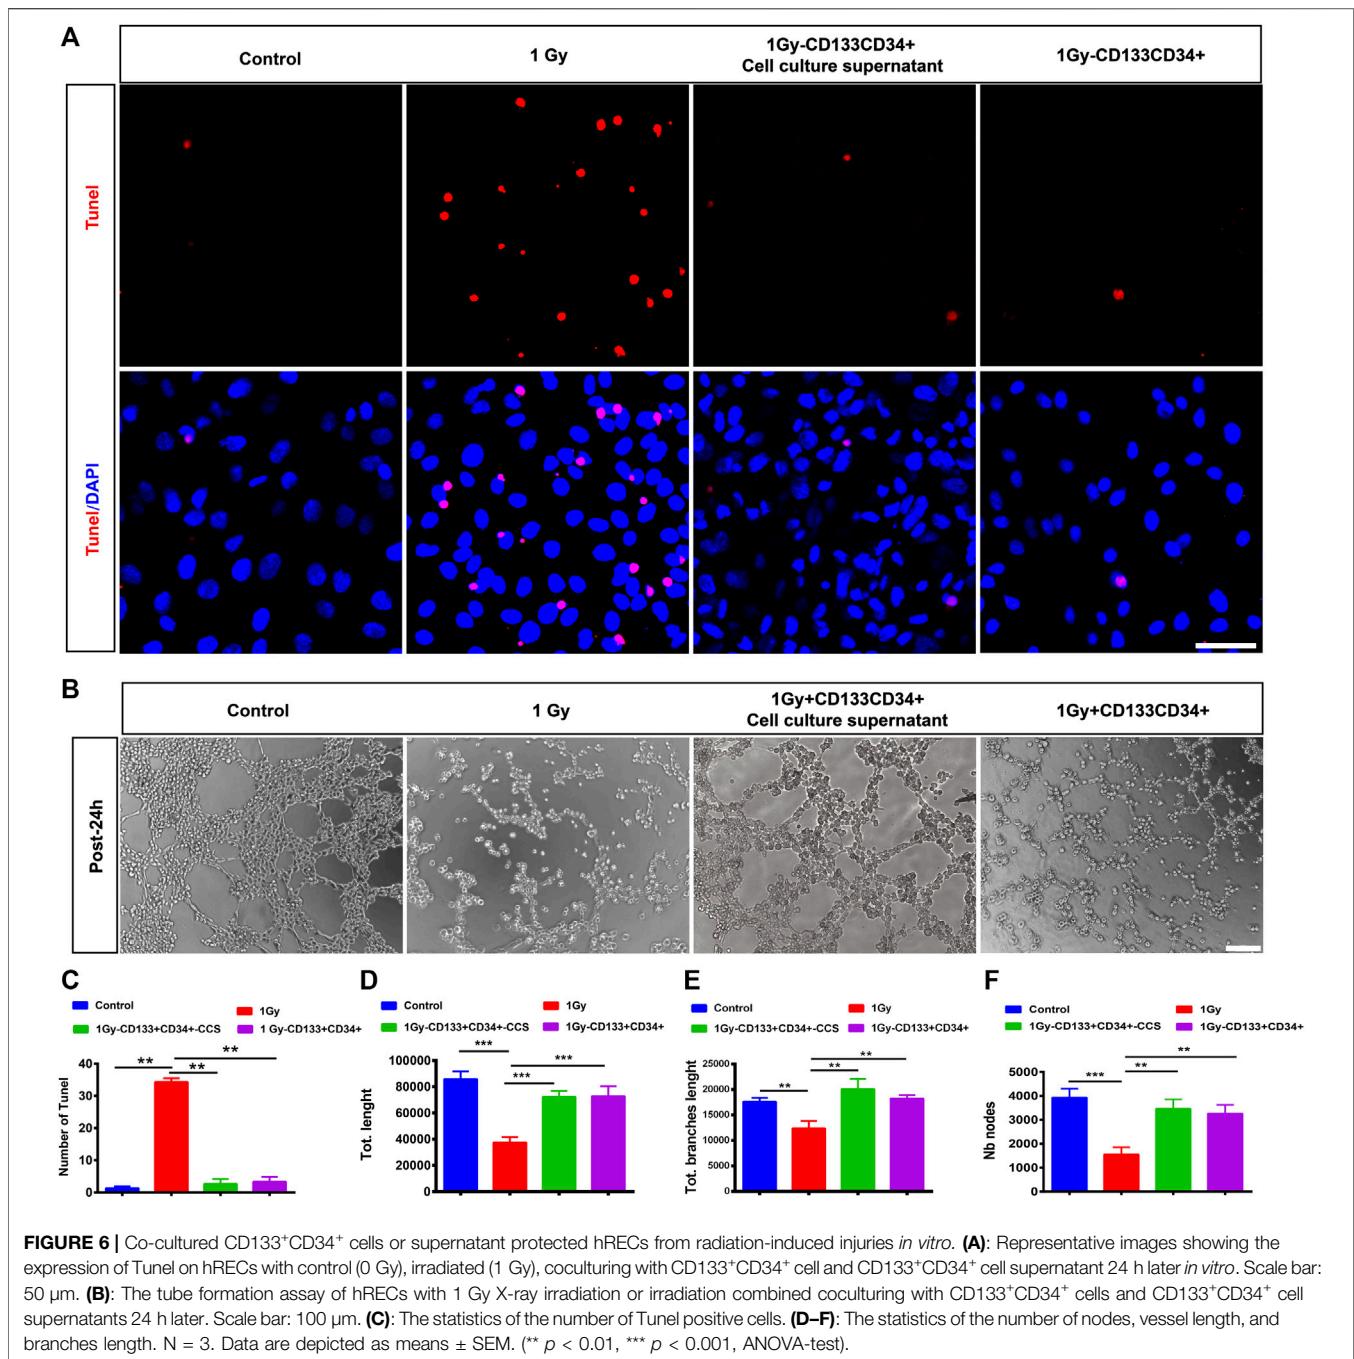 A
Control
1 Gy
1Gy-CD133CD34+
Cell culture supernatant
1Gy-CD133CD34+
Tunel
Tunel/DAPI
B
Control
1 Gy
1Gy+CD133CD34+
Cell culture supernatant
1Gy+CD133CD34+
Post-24h
C
Control
1Gy
1Gy-CD133+CD34+-CCS
1 Gy-CD133+CD34+
Number of Tunel
40
30
20
10
0
**
**
**
D
Control
1Gy
1Gy-CD133+CD34+-CCS
1Gy-CD133+CD34+
Tot. lenght
100000
80000
60000
40000
20000
0
***
***
***
E
Control
1Gy
1Gy-CD133+CD34+-CCS
1Gy-CD133+CD34+
Tot. branches lenght
25000
20000
15000
10000
5000
0
**
**
**
F
Control
1Gy
1Gy-CD133+CD34+-CCS
1Gy-CD133+CD34+
Nb nodes
5000
4000
3000
2000
1000
0
***
**
**
FIGURE 6 | Co-cultured CD133⁺CD34⁺ cells or supernatant protected hRECs from radiation-induced injuries in vitro. (A): Representative images showing the
expression of Tunel on hRECs with control (0 Gy), irradiated (1 Gy), coculturing with CD133⁺CD34⁺ cell and CD133⁺CD34⁺ cell supernatant 24 h later in vitro. Scale bar:
50 μm. (B): The tube formation assay of hRECs with 1 Gy X-ray irradiation or irradiation combined coculturing with CD133⁺CD34⁺ cells and CD133⁺CD34⁺ cell
supernatants 24 h later. Scale bar: 100 μm. (C): The statistics of the number of Tunel positive cells. (D–F): The statistics of the number of nodes, vessel length, and
branches length. N = 3. Data are depicted as means ± SEM. (** p < 0.01, *** p < 0.001, ANOVA-test).